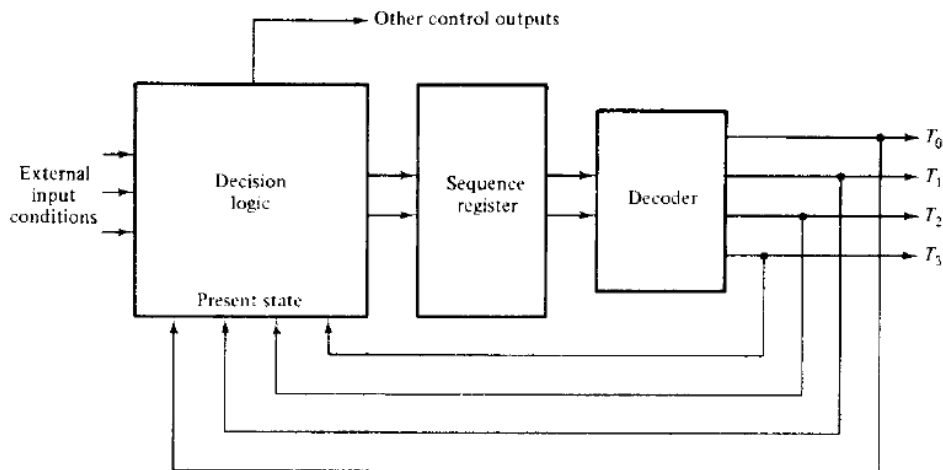 Other control outputs
External
input
conditions
Decision
logic
Present state
Sequence
register
Decoder
T0
T1
T2
T3